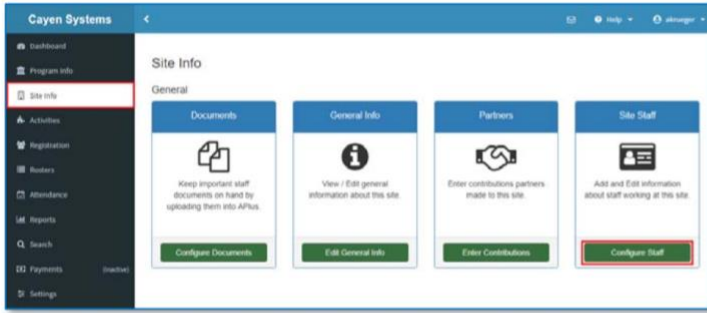 Cayen Systems
Help
Dashboard
Program Info
Site Info
Activities
Registration
Rosters
Attendance
Reports
Search
Payments (Inactive)
Settings
Site Info
General
Documents
Keep important staff
documents on hand by
uploading them into APlus.
Configure Documents
General Info
View / Edit general
information about this site.
Edit General Info
Partners
Enter contributions partners
made to this site.
Enter Contributions
Site Staff
Add and Edit information
about staff working at this site.
Configure Staff